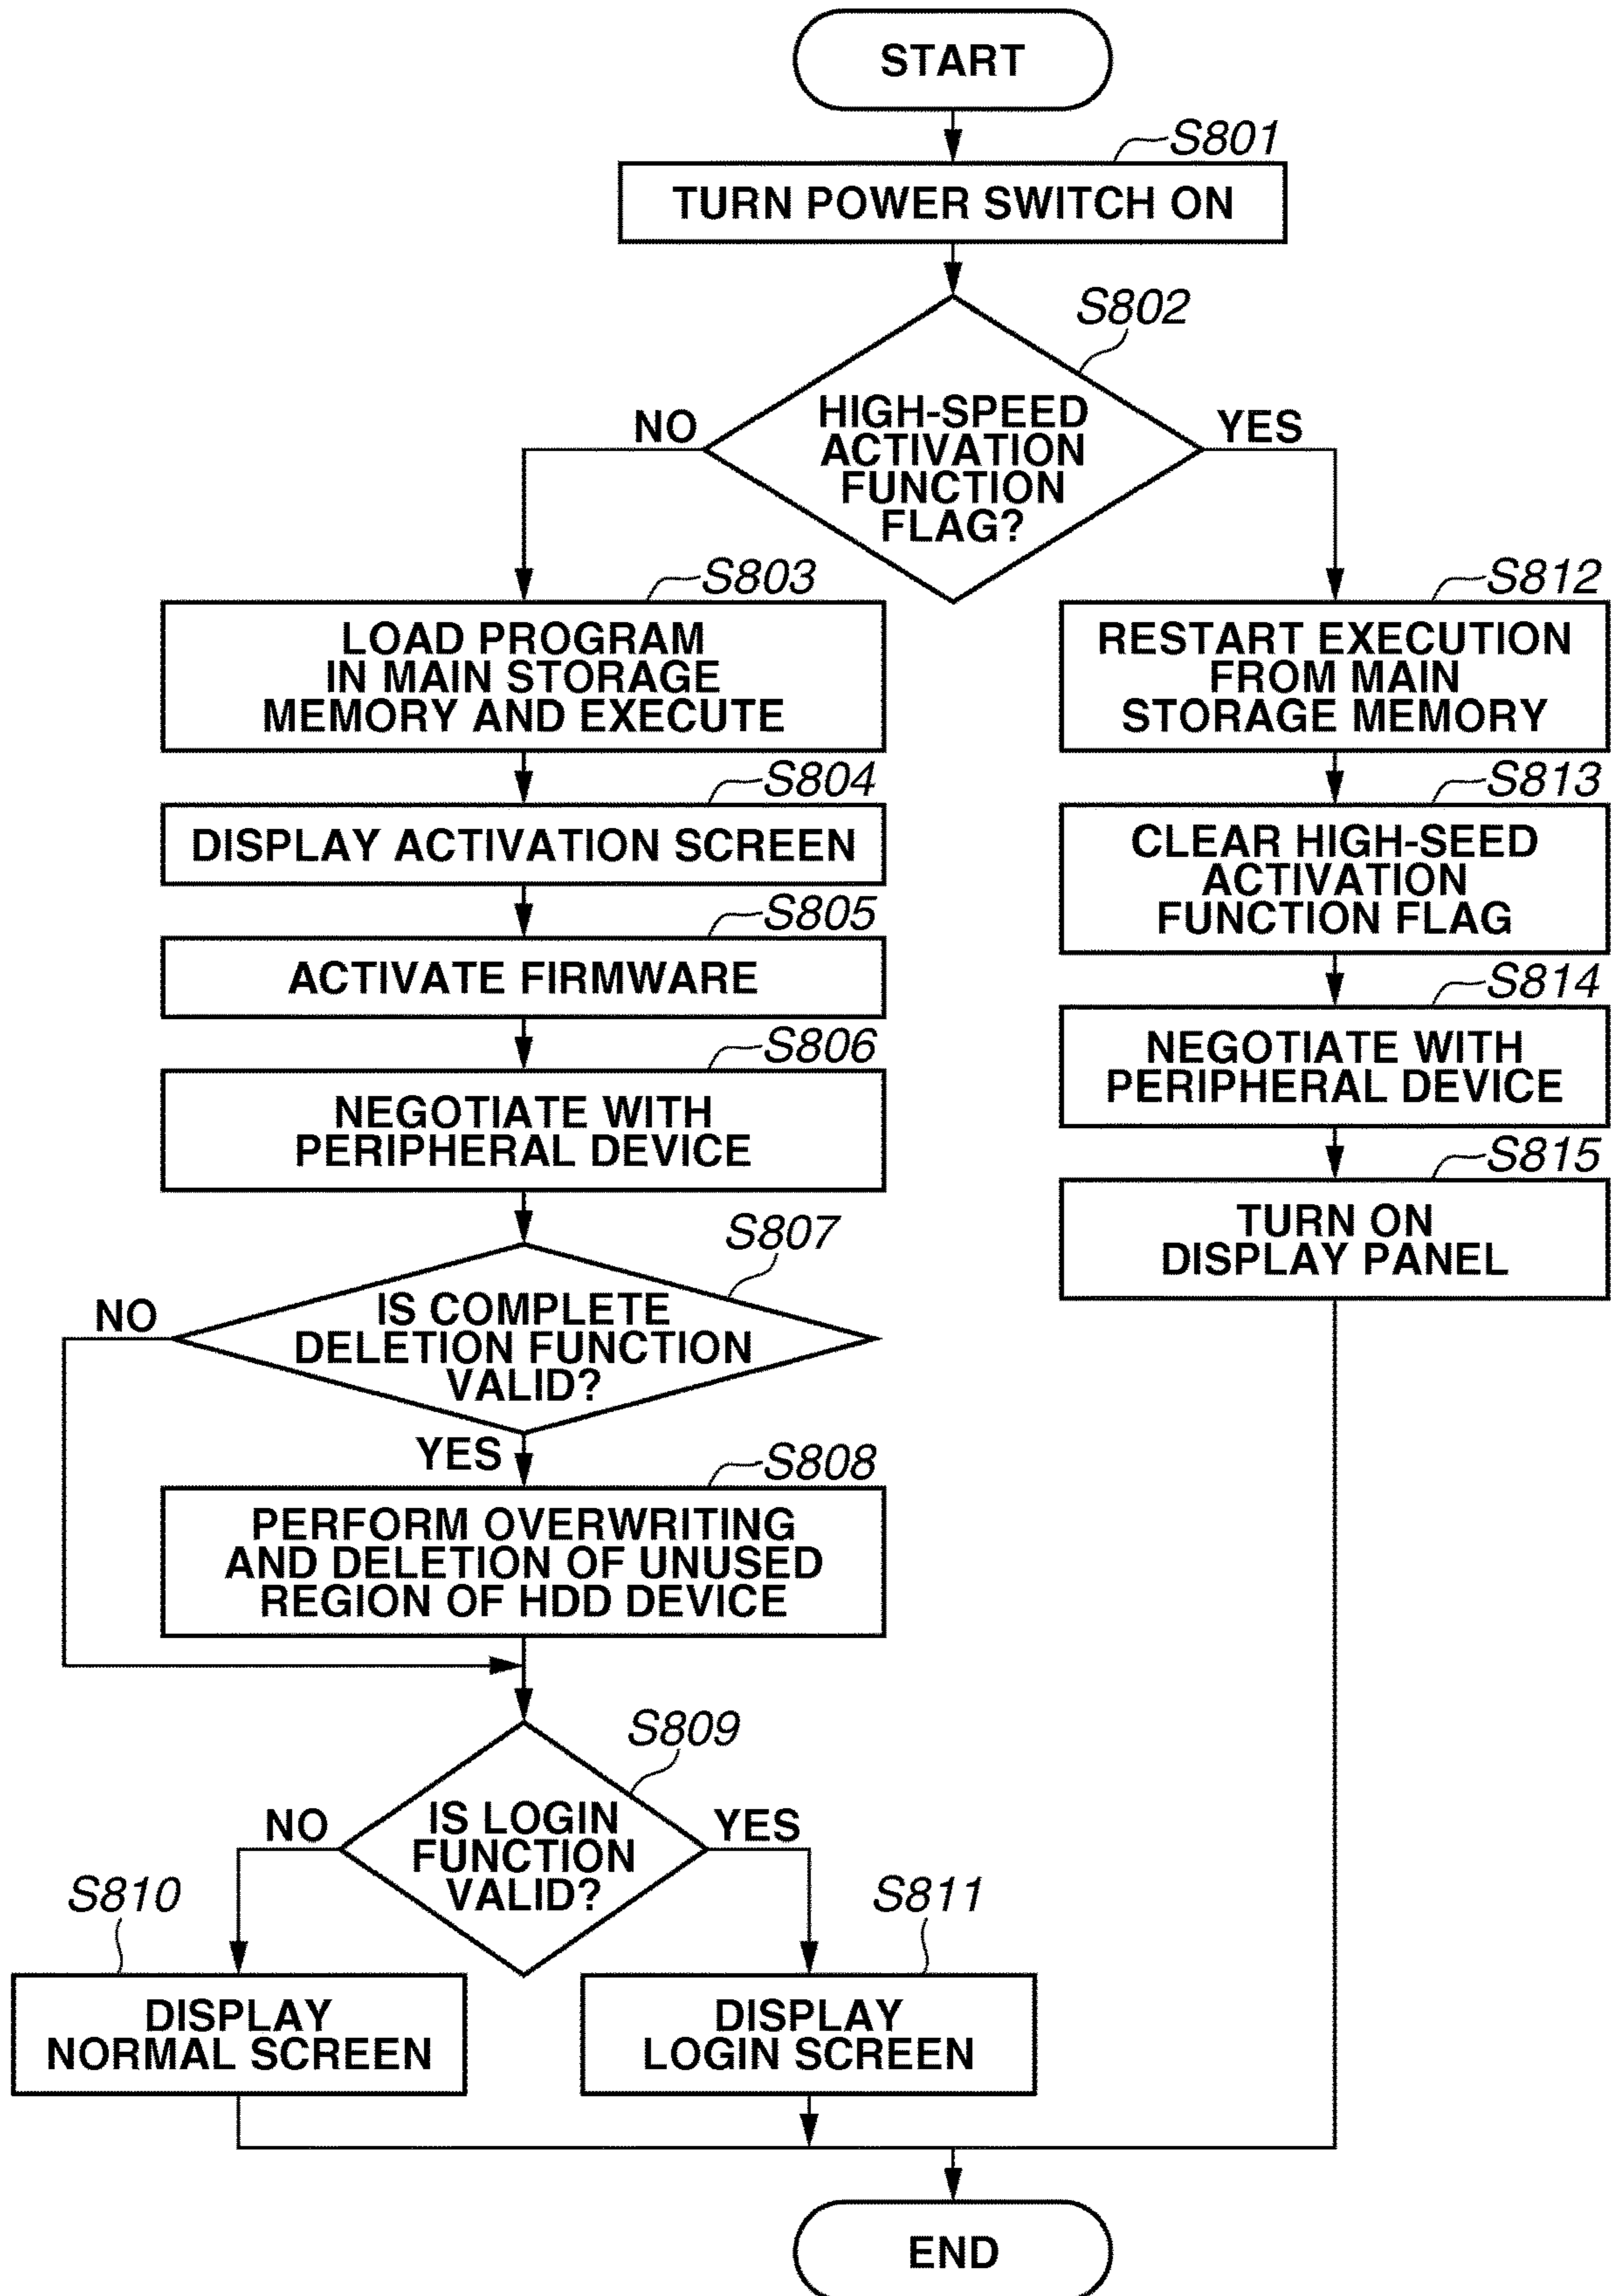 START
S801
TURN POWER SWITCH ON
S802
HIGH-SPEED
ACTIVATION
FUNCTION
FLAG?
NO
YES
S803
LOAD PROGRAM
IN MAIN STORAGE
MEMORY AND EXECUTE
S804
DISPLAY ACTIVATION SCREEN
S805
ACTIVATE FIRMWARE
S806
NEGOTIATE WITH
PERIPHERAL DEVICE
S807
IS COMPLETE
DELETION FUNCTION
VALID?
NO
YES
S808
PERFORM OVERWRITING
AND DELETION OF UNUSED
REGION OF HDD DEVICE
S809
IS LOGIN
FUNCTION
VALID?
NO
YES
S810
DISPLAY
NORMAL SCREEN
S811
DISPLAY
LOGIN SCREEN
S812
RESTART EXECUTION
FROM MAIN
STORAGE MEMORY
S813
CLEAR HIGH-SEED
ACTIVATION
FUNCTION FLAG
S814
NEGOTIATE WITH
PERIPHERAL DEVICE
S815
TURN ON
DISPLAY PANEL
END